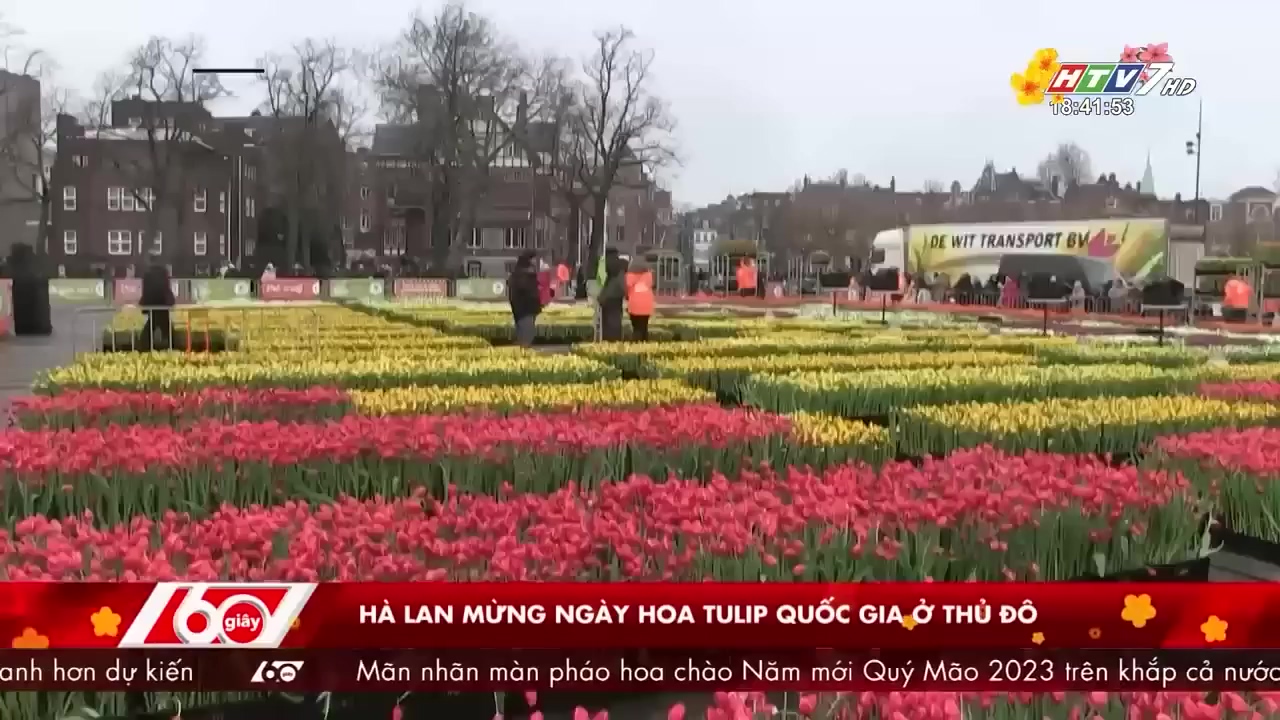 HTV7 HD
18:41:53
DE WIT TRANSPORT BV
60 giây
HÀ LAN MỪNG NGÀY HOA TULIP QUỐC GIA Ở THỦ ĐÔ
anh hơn dự kiến 60 giây Mãn nhãn màn pháo hoa chào Năm mới Quý Mão 2023 trên khắp cả nước